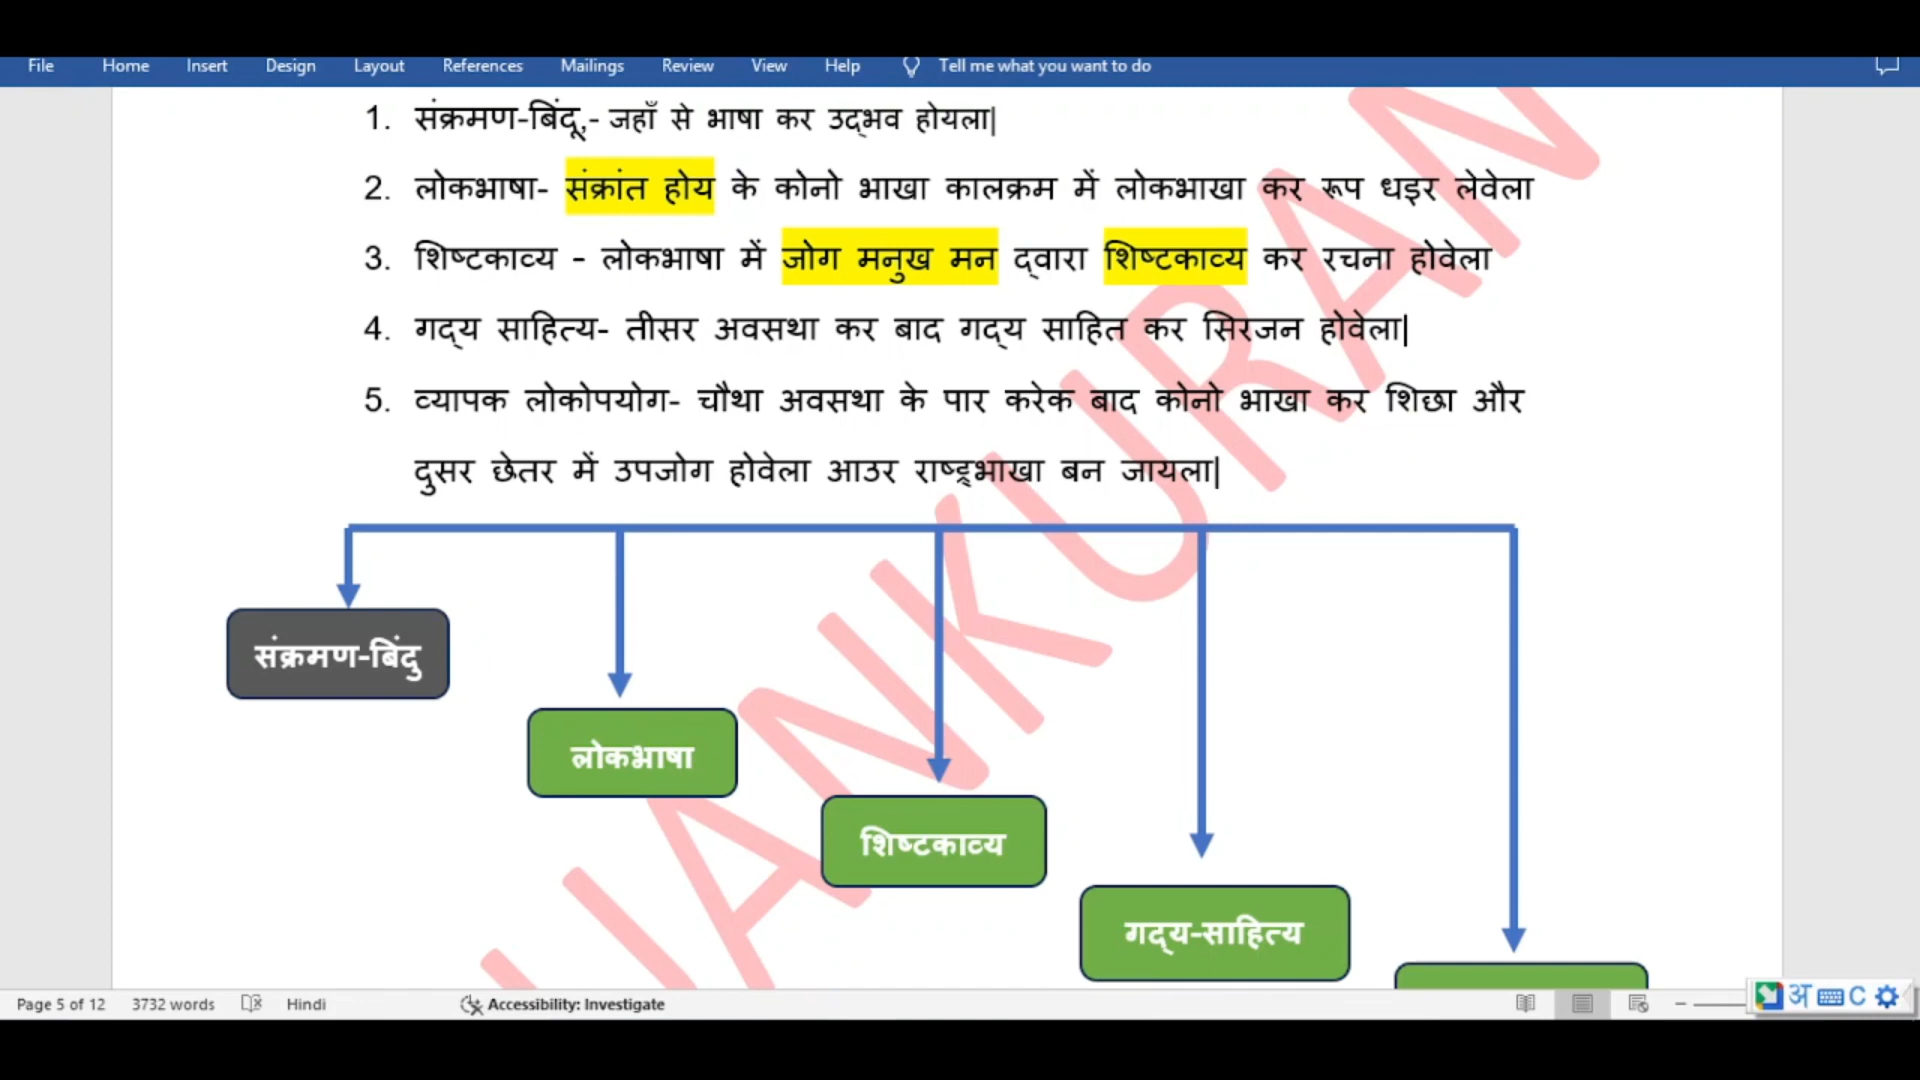 File Home Insert Design Layout References Mailings Review View Help Tell me what you want to do
1. संक्रमण-बिंदू,- जहाँ से भाषा कर उद्भव होयला|
2. लोकभाषा- संक्रांत होय के कोनो भाखा कालक्रम में लोकभाखा कर रूप धइर लेवेला
3. शिष्टकाव्य - लोकभाषा में जोग मनुख मन द्वारा शिष्टकाव्य कर रचना होवेला
4. गद्य साहित्य- तीसर अवसथा कर बाद गद्य साहित कर सिरजन होवेला|
5. व्यापक लोकोपयोग- चौथा अवसथा के पार करेक बाद कोनो भाखा कर शिछा और
दुसर छेतर में उपजोग होवेला आउर भाखा बन जायला|
संक्रमण-बिंदु
लोकभाषा
शिष्टकाव्य
गद्य-साहित्य
ANKURAN
Page 5 of 12 3732 words Hindi Accessibility: Investigate
अ C